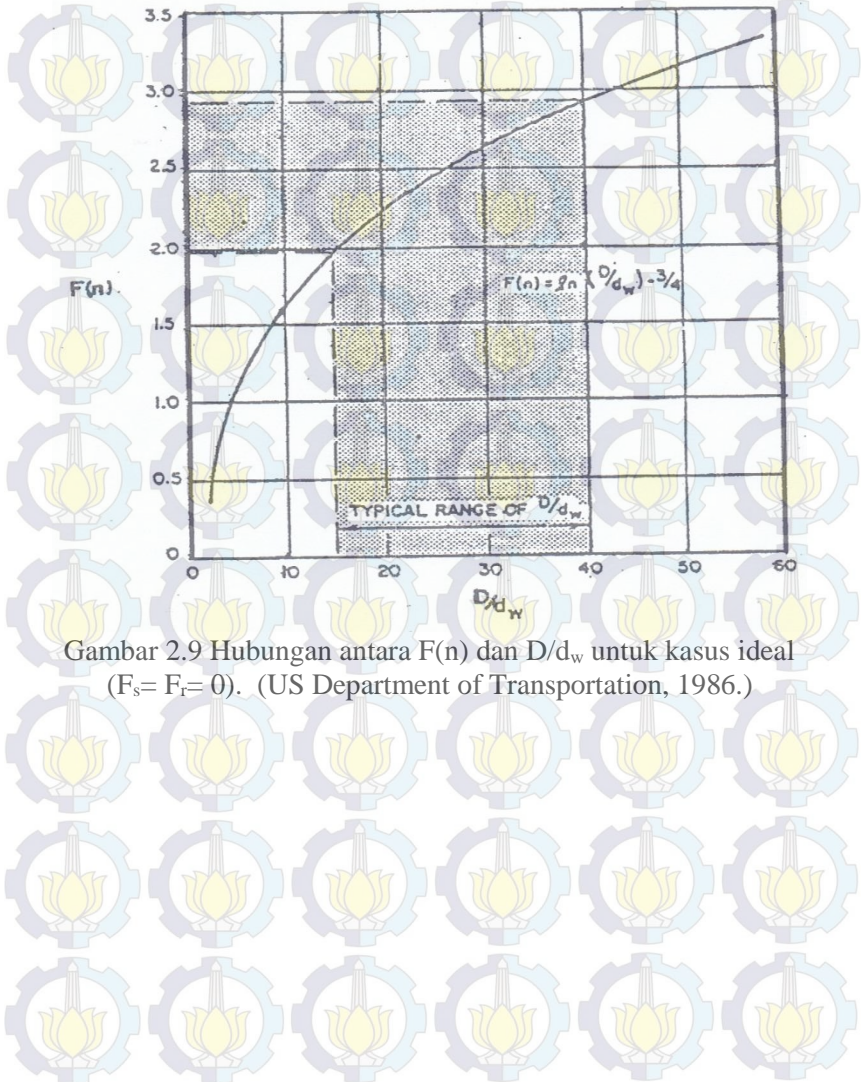 3.5
3.0
2.5
2.0
F(n)
F(n) = ln (D/dw) - 3/4
1.5
1.0
0.5
TYPICAL RANGE OF D/dw
0
0 10 20 30 40 50 60
D/dw
Gambar 2.9 Hubungan antara F(n) dan D/dw untuk kasus ideal
(Fs= Fr= 0). (US Department of Transportation, 1986.)